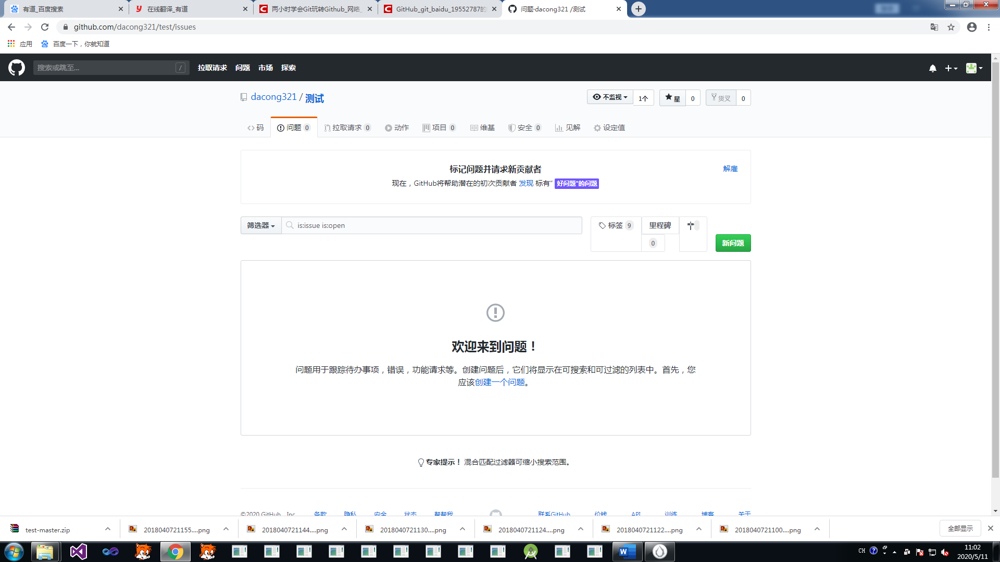 有道_百度搜索
在线翻译_有道
两小时学会Git玩转Github_网络_
GitHub_git_baidu_19552787的
问题·dacong321 /测试
github.com/dacong321/test/issues
应用
百度一下，你就知道
搜索或跳至...
/
拉取请求
问题
市场
探索
dacong321 / 测试
不监视
1个
星
0
货叉
0
码
问题 0
拉取请求 0
动作
项目 0
维基
安全 0
见解
设定值
标记问题并请求新贡献者
解雇
现在，GitHub将帮助潜在的初次贡献者 发现 标有“ 好问题”的问题
筛选器
is:issue is:open
标签 9
里程碑
0
新问题
欢迎来到问题！
问题用于跟踪待办事项，错误，功能请求等。创建问题后，它们将显示在可搜索和可过滤的列表中。首先，您
应该创建一个问题。
专家提示！ 混合匹配过滤器可缩小搜索范围。
©2020 GitHub，Inc.
条款
隐私
安全
状态
帮帮我
联系GitHub
价钱
API
训练
博客
关于
test-master.zip
2018040721155....png
2018040721144....png
2018040721130....png
2018040721124....png
2018040721122....png
2018040721100....png
全部显示
CH
11:02
2020/5/11